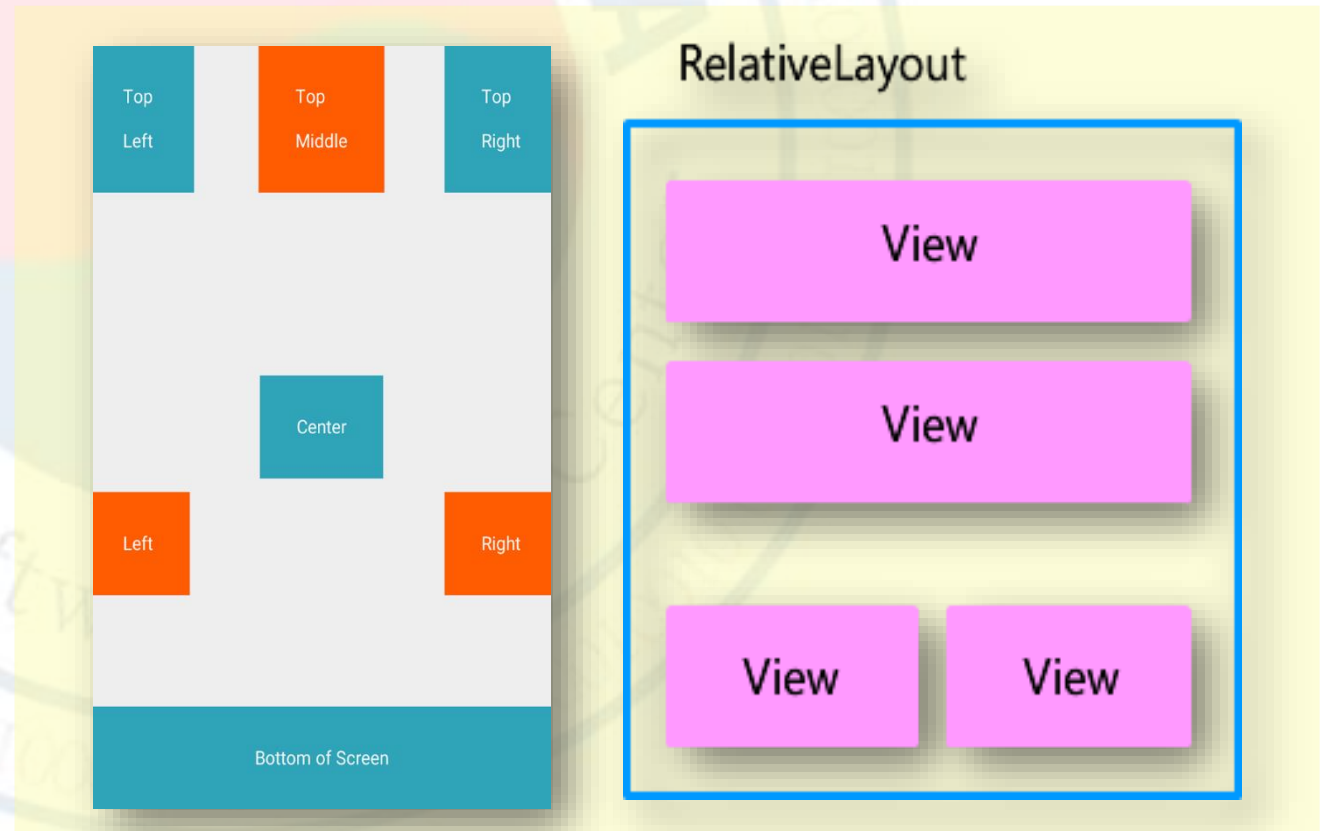 Top
Left
Top
Middle
Top
Right
Center
Left
Right
Bottom of Screen
RelativeLayout
View
View
View
View